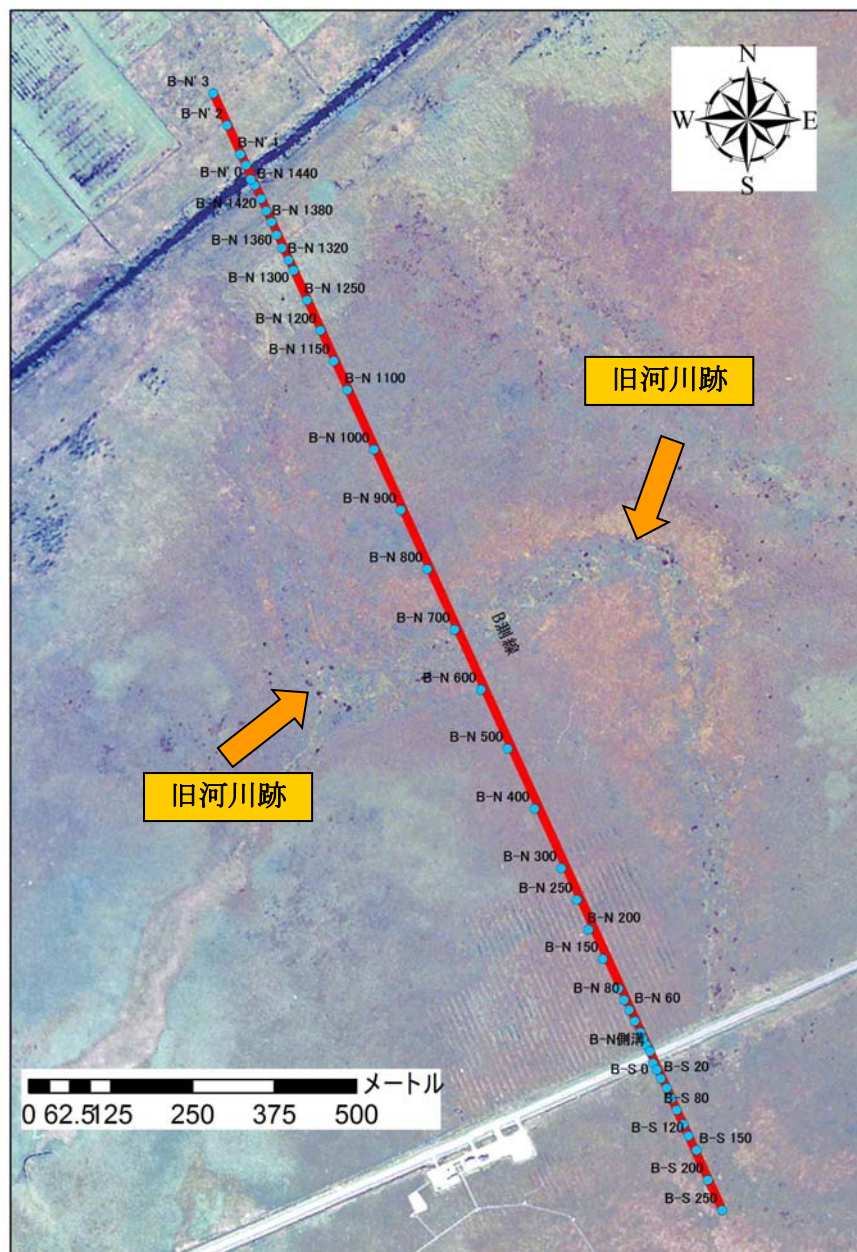 B-N' 3
N
B-N' 2
W
E
B-N' 1
S
B-N' 0
B-N 1440
B-N 1420
B-N 1380
B-N 1360
B-N 1320
B-N 1300
B-N 1250
B-N 1200
B-N 1150
B-N 1100
旧河川跡
B-N 1000
B-N 900
B-N 800
B-N 700
B測線
B-N 600
B-N 500
旧河川跡
B-N 400
B-N 300
B-N 250
B-N 200
B-N 150
B-N 80
B-N 60
B-N側溝
B-S 20
B-S 0
メートル
B-S 80
0 62.5125 250 375 500
B-S 120
B-S 150
B-S 200
B-S 250